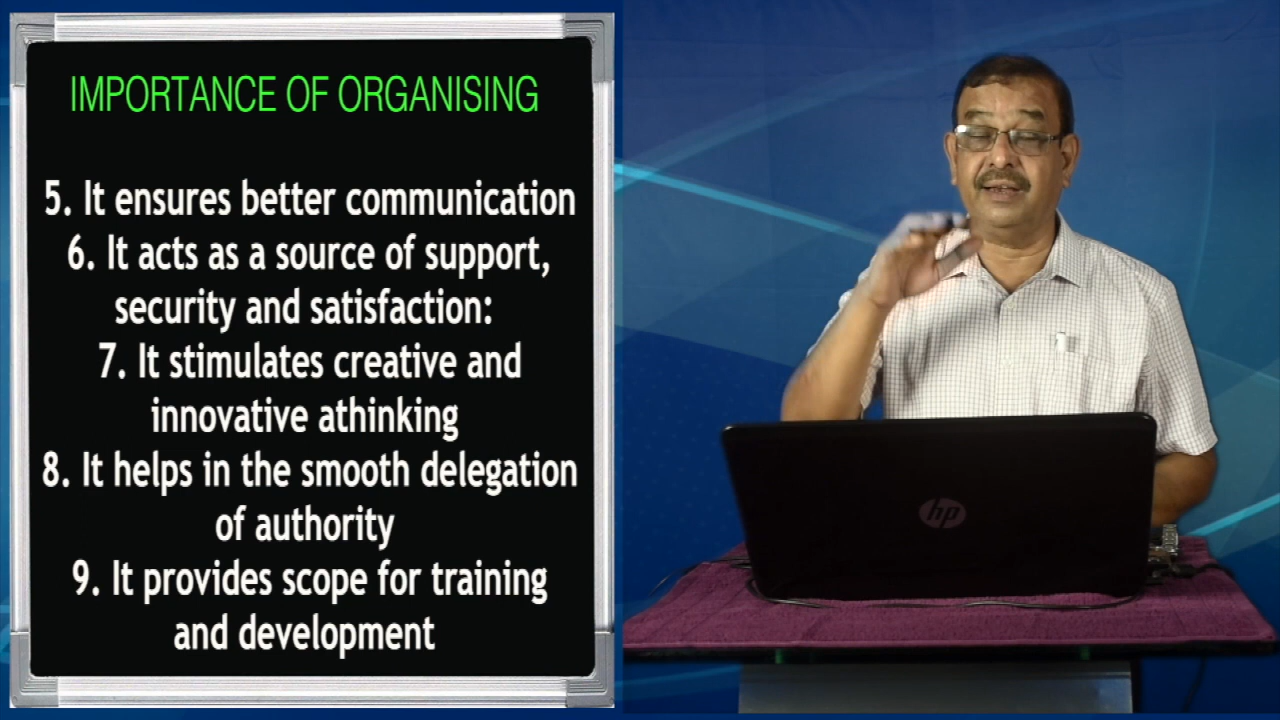 IMPORTANCE OF ORGANISING
5. It ensures better communication
6. It acts as a source of support,
security and satisfaction:
7. It stimulates creative and
innovative athinking
8. It helps in the smooth delegation
of authority
9. It provides scope for training
and development
hp